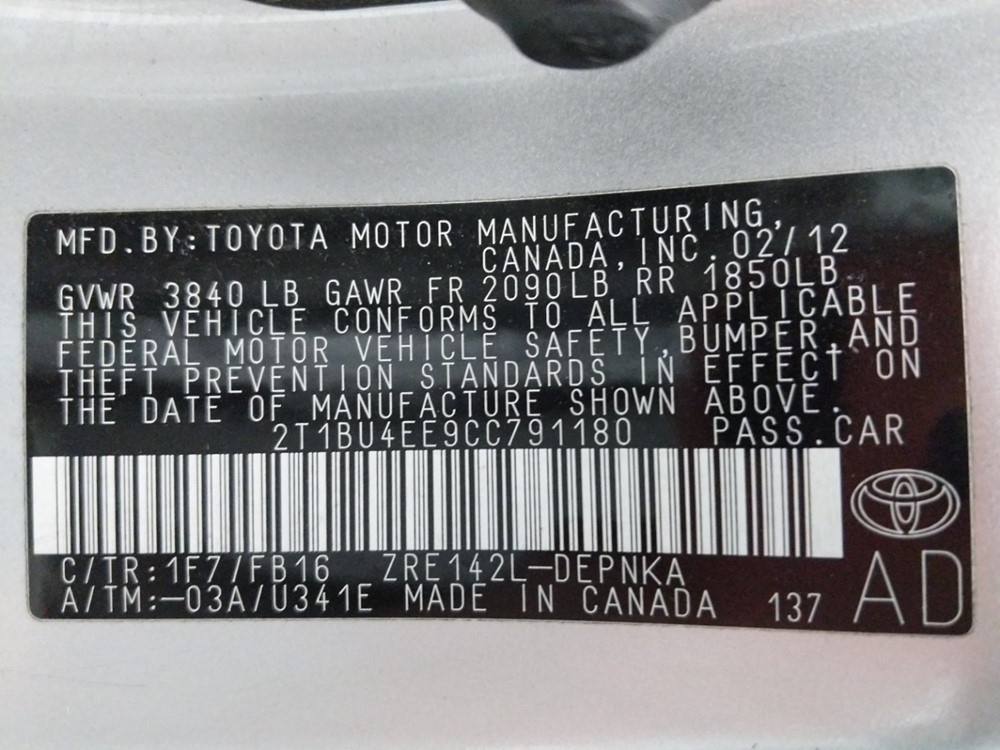 MFD.BY:TOYOTA MOTOR MANUFACTURING,
CANADA,INC. 02/12
GVWR 3840 LB GAWR FR 2090LB RR 1850LB
THIS VEHICLE CONFORMS TO ALL APPLICABLE
FEDERAL MOTOR VEHICLE SAFETY,BUMPER,AND
THEFT PREVENTION STANDARDS IN EFFECT ON
THE DATE OF MANUFACTURE SHOWN ABOVE.
2T1BU4EE9CC791180 PASS.CAR
C/TR:1F7/FB16 ZRE142L-DEPNKA
A/TM:-03A/U341E MADE IN CANADA 137
AD